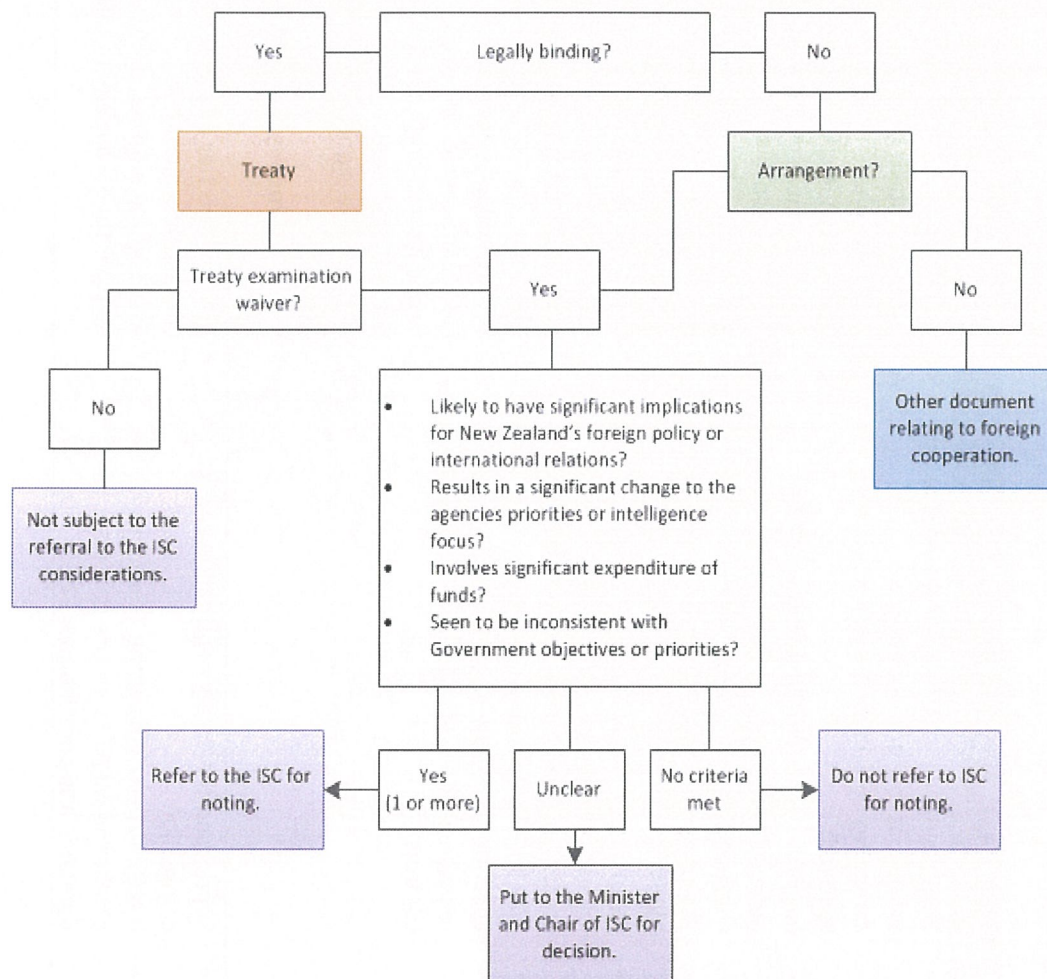 Yes
Legally binding?
No
Treaty
Arrangement?
Treaty examination
waiver?
Yes
No
No
Other document
relating to foreign
cooperation.
Not subject to the
referral to the ISC
considerations.
• Likely to have significant implications
for New Zealand's foreign policy or
international relations?
• Results in a significant change to the
agencies priorities or intelligence
focus?
• Involves significant expenditure of
funds?
• Seen to be inconsistent with
Government objectives or priorities?
Refer to the ISC for
noting.
Yes
(1 or more)
Unclear
No criteria
met
Do not refer to ISC
for noting.
Put to the Minister
and Chair of ISC for
decision.